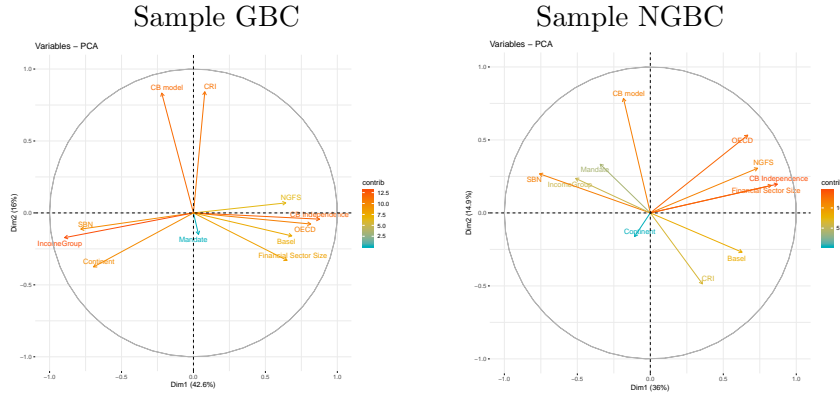 Sample GBC
Variables − PCA
CB model
CRI
NGFS
CB Independence
OECD
SBN
Mandate
Basel
IncomeGroup
Continent
Financial Sector Size
1.0
0.5
0.0
−0.5
−1.0
−1.0
−0.5
0.0
0.5
1.0
Dim1 (42.6%)
Dim2 (16%)
contrib
12.5
10.0
7.5
5.0
2.5
Sample NGBC
Variables − PCA
CB model
OECD
NGFS
Mandate
SBN
IncomeGroup
CB Independence
Financial Sector Size
Continent
Basel
CRI
1.0
0.5
0.0
−0.5
−1.0
−1.0
−0.5
0.0
0.5
1.0
Dim1 (36%)
Dim2 (14.9%)
contrib